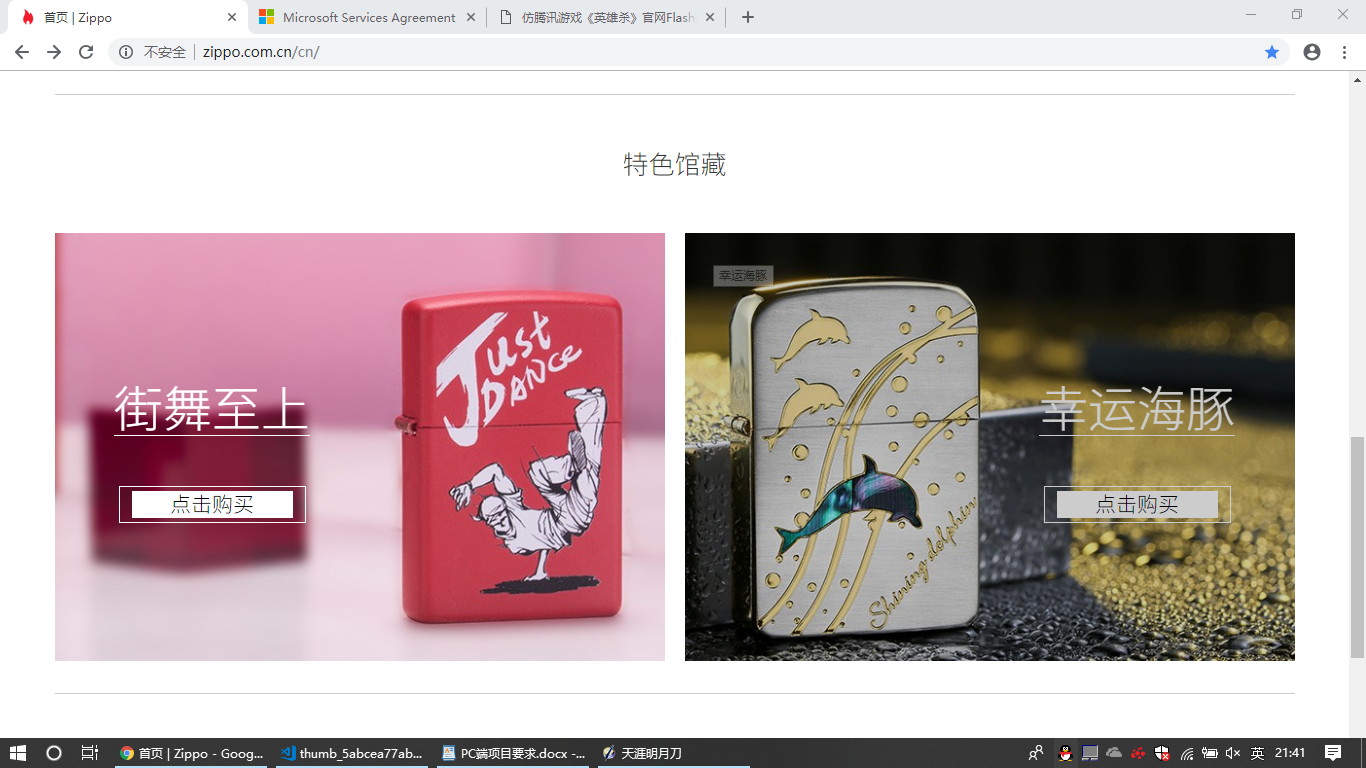 首页 | Zippo
Microsoft Services Agreement
仿腾讯游戏《英雄杀》官网Flash
不安全
zippo.com.cn/cn/
特色馆藏
Just
DANCE
街舞至上
点击购买
幸运海豚
幸运海豚
点击购买
Shining dolphin
首页 | Zippo - Goog...
thumb_5abcea77ab...
PC端项目要求.docx -...
天涯明月刀
英
21:41